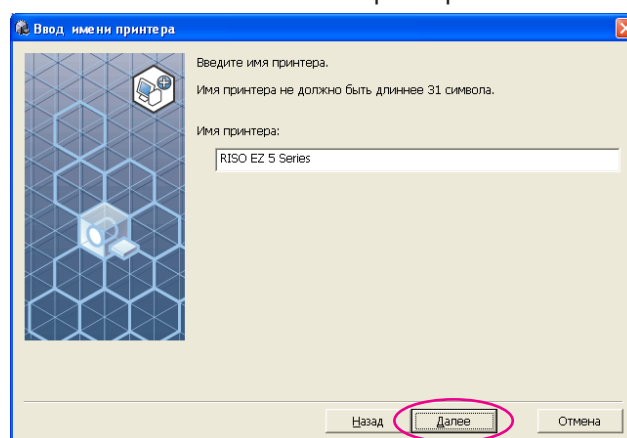 Ввод имени принтера
Введите имя принтера.
Имя принтера не должно быть длиннее 31 символа.
Имя принтера:
RISO EZ 5 Series
Назад Далее Отмена